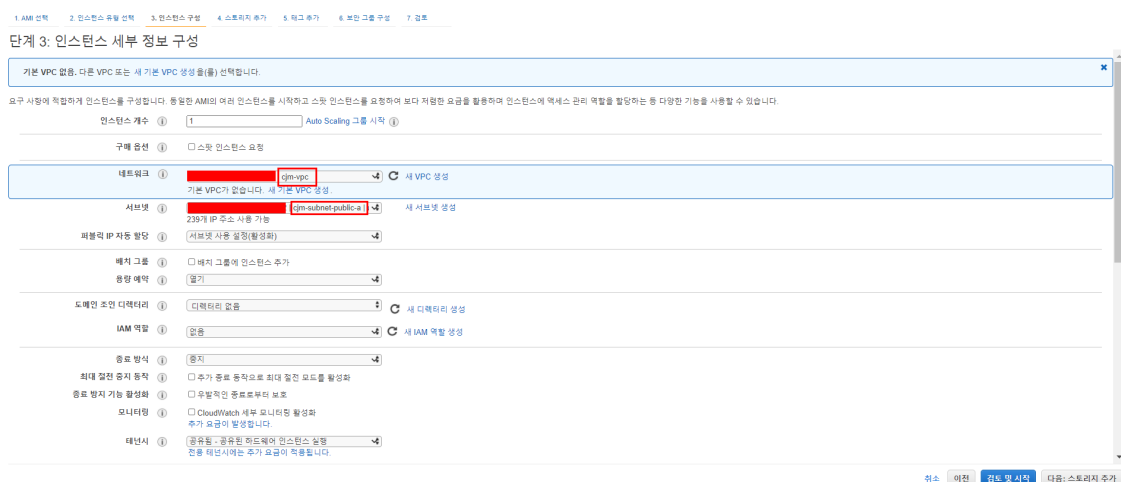 1. AMI 선택 2. 인스턴스 유형 선택 3. 인스턴스 구성 4. 스토리지 추가 5. 태그 추가 6. 보안 그룹 구성 7. 검토
단계 3: 인스턴스 세부 정보 구성
기본 VPC 없음. 다른 VPC 또는 새 기본 VPC 생성을(를) 선택합니다.
요구 사항에 적합하게 인스턴스를 구성합니다. 동일한 AMI의 여러 인스턴스를 시작하고 스팟 인스턴스를 요청하여 보다 저렴한 요금을 활용하며 인스턴스에 액세스 관리 역할을 할당하는 등 다양한 기능을 사용할 수 있습니다.
인스턴스 개수 1 Auto Scaling 그룹 시작
구매 옵션 스팟 인스턴스 요청
네트워크 cjm-vpc 새 VPC 생성
기본 VPC가 없습니다. 새 기본 VPC 생성.
서브넷 cjm-subnet-public-a 새 서브넷 생성
239개 IP 주소 사용 가능
퍼블릭 IP 자동 할당 서브넷 사용 설정(활성화)
배치 그룹 배치 그룹에 인스턴스 추가
용량 예약 열기
도메인 조인 디렉터리 디렉터리 없음 새 디렉터리 생성
IAM 역할 없음 새 IAM 역할 생성
종료 방식 중지
최대 절전 중지 동작 추가 종료 동작으로 최대 절전 모드를 활성화
종료 방지 기능 활성화 우발적인 종료로부터 보호
모니터링 CloudWatch 세부 모니터링 활성화
추가 요금이 발생합니다.
테넌시 공유됨 - 공유된 하드웨어 인스턴스 실행
전용 테넌시에는 추가 요금이 적용됩니다.
취소 이전 검토 및 시작 다음: 스토리지 추가